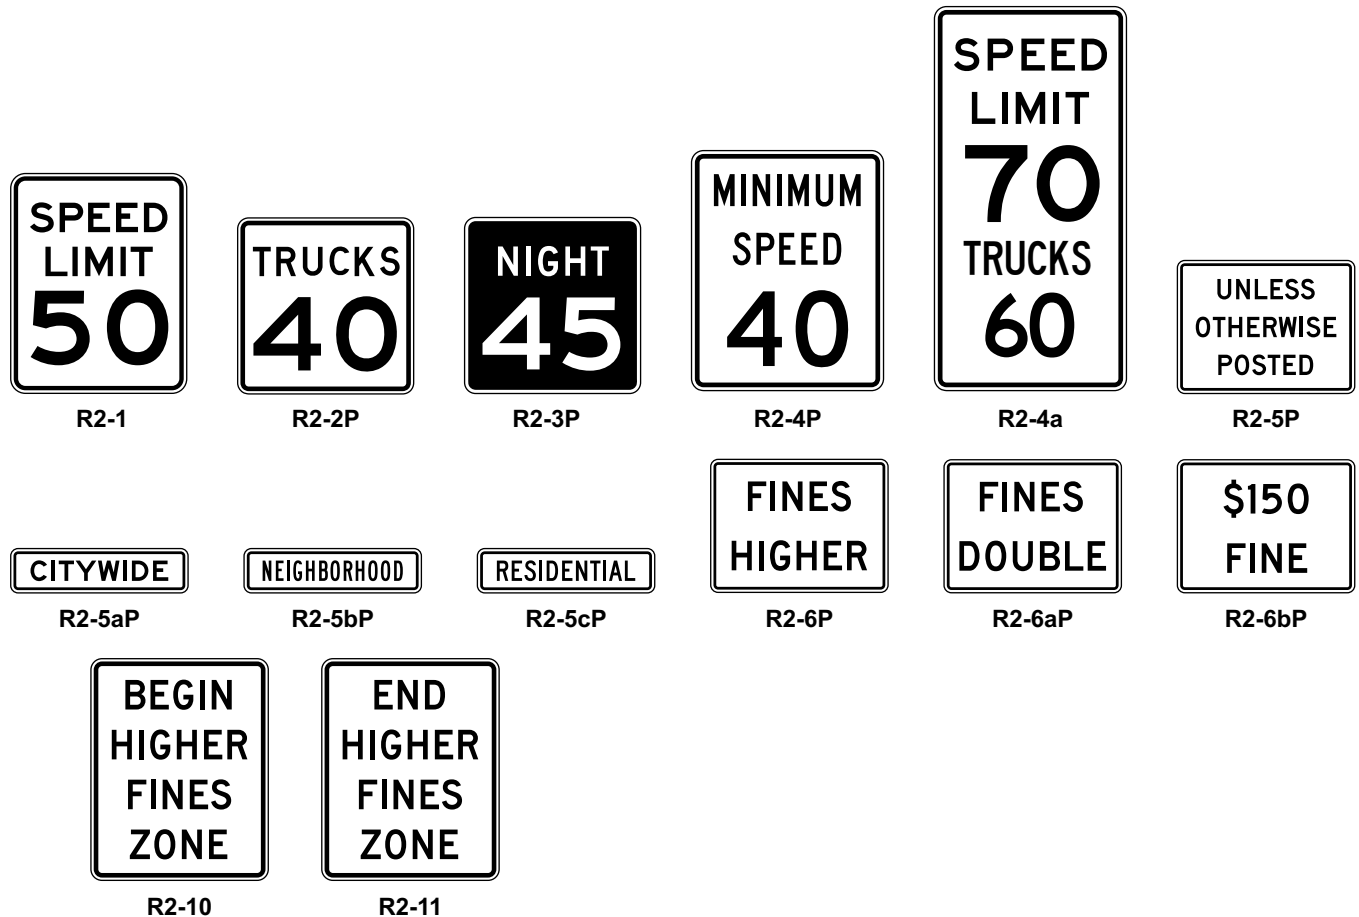 SPEED
LIMIT
50
R2-1
TRUCKS
40
R2-2P
NIGHT
45
R2-3P
MINIMUM
SPEED
40
R2-4P
SPEED
LIMIT
70
TRUCKS
60
R2-4a
UNLESS
OTHERWISE
POSTED
R2-5P
CITYWIDE
R2-5aP
NEIGHBORHOOD
R2-5bP
RESIDENTIAL
R2-5cP
FINES
HIGHER
R2-6P
FINES
DOUBLE
R2-6aP
$150
FINE
R2-6bP
BEGIN
HIGHER
FINES
ZONE
R2-10
END
HIGHER
FINES
ZONE
R2-11